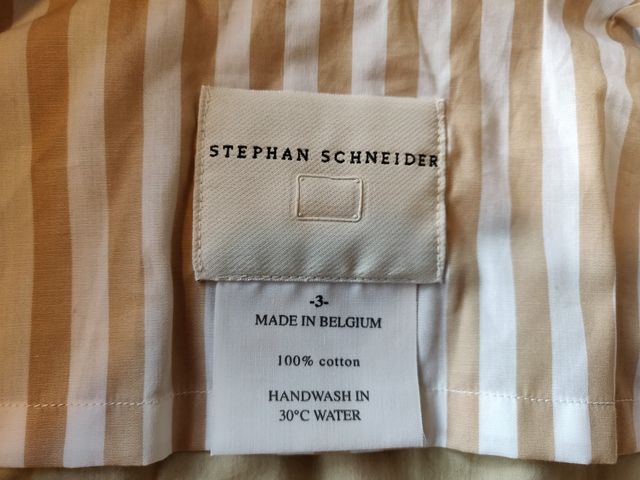 STEPHAN SCHNEIDER
-3-
MADE IN BELGIUM
100% cotton
HANDWASH IN
30°C WATER